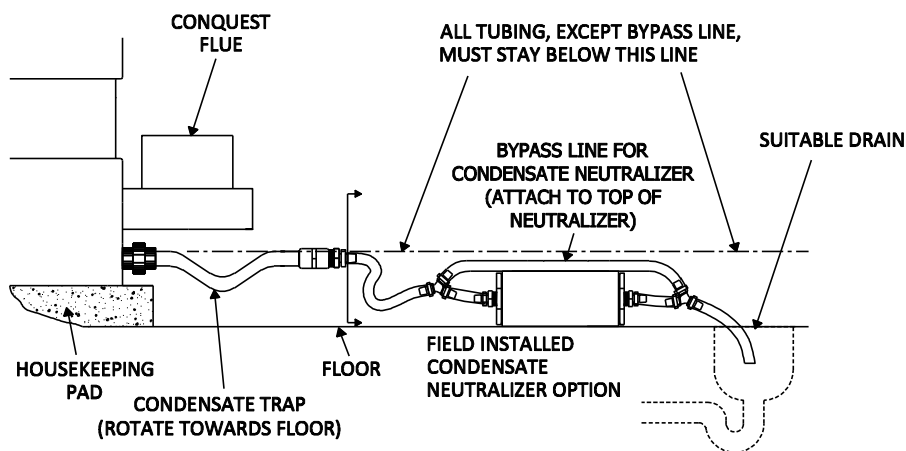 CONQUEST
FLUE
ALL TUBING, EXCEPT BYPASS LINE,
MUST STAY BELOW THIS LINE
BYPASS LINE FOR
CONDENSATE NEUTRALIZER
(ATTACH TO TOP OF
NEUTRALIZER)
SUITABLE DRAIN
HOUSEKEEPING
PAD
CONDENSATE TRAP
(ROTATE TOWARDS FLOOR)
FLOOR
FIELD INSTALLED
CONDENSATE
NEUTRALIZER OPTION